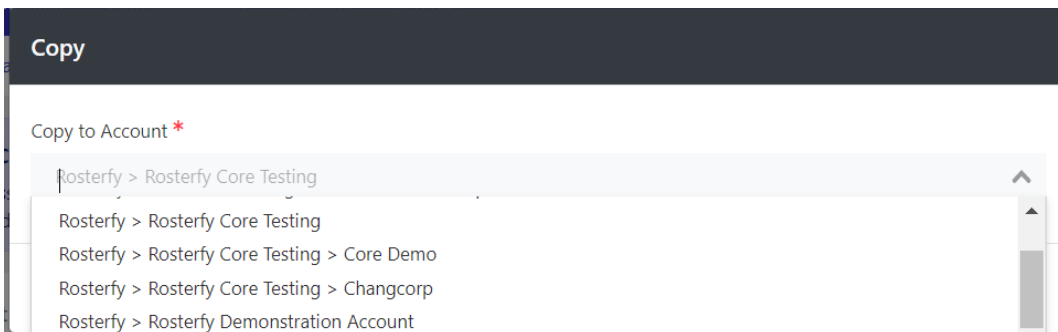 Copy
Copy to Account *
Rosterfy > Rosterfy Core Testing
Rosterfy > Rosterfy Core Testing
Rosterfy > Rosterfy Core Testing > Core Demo
Rosterfy > Rosterfy Core Testing > Changcorp
Rosterfy > Rosterfy Demonstration Account